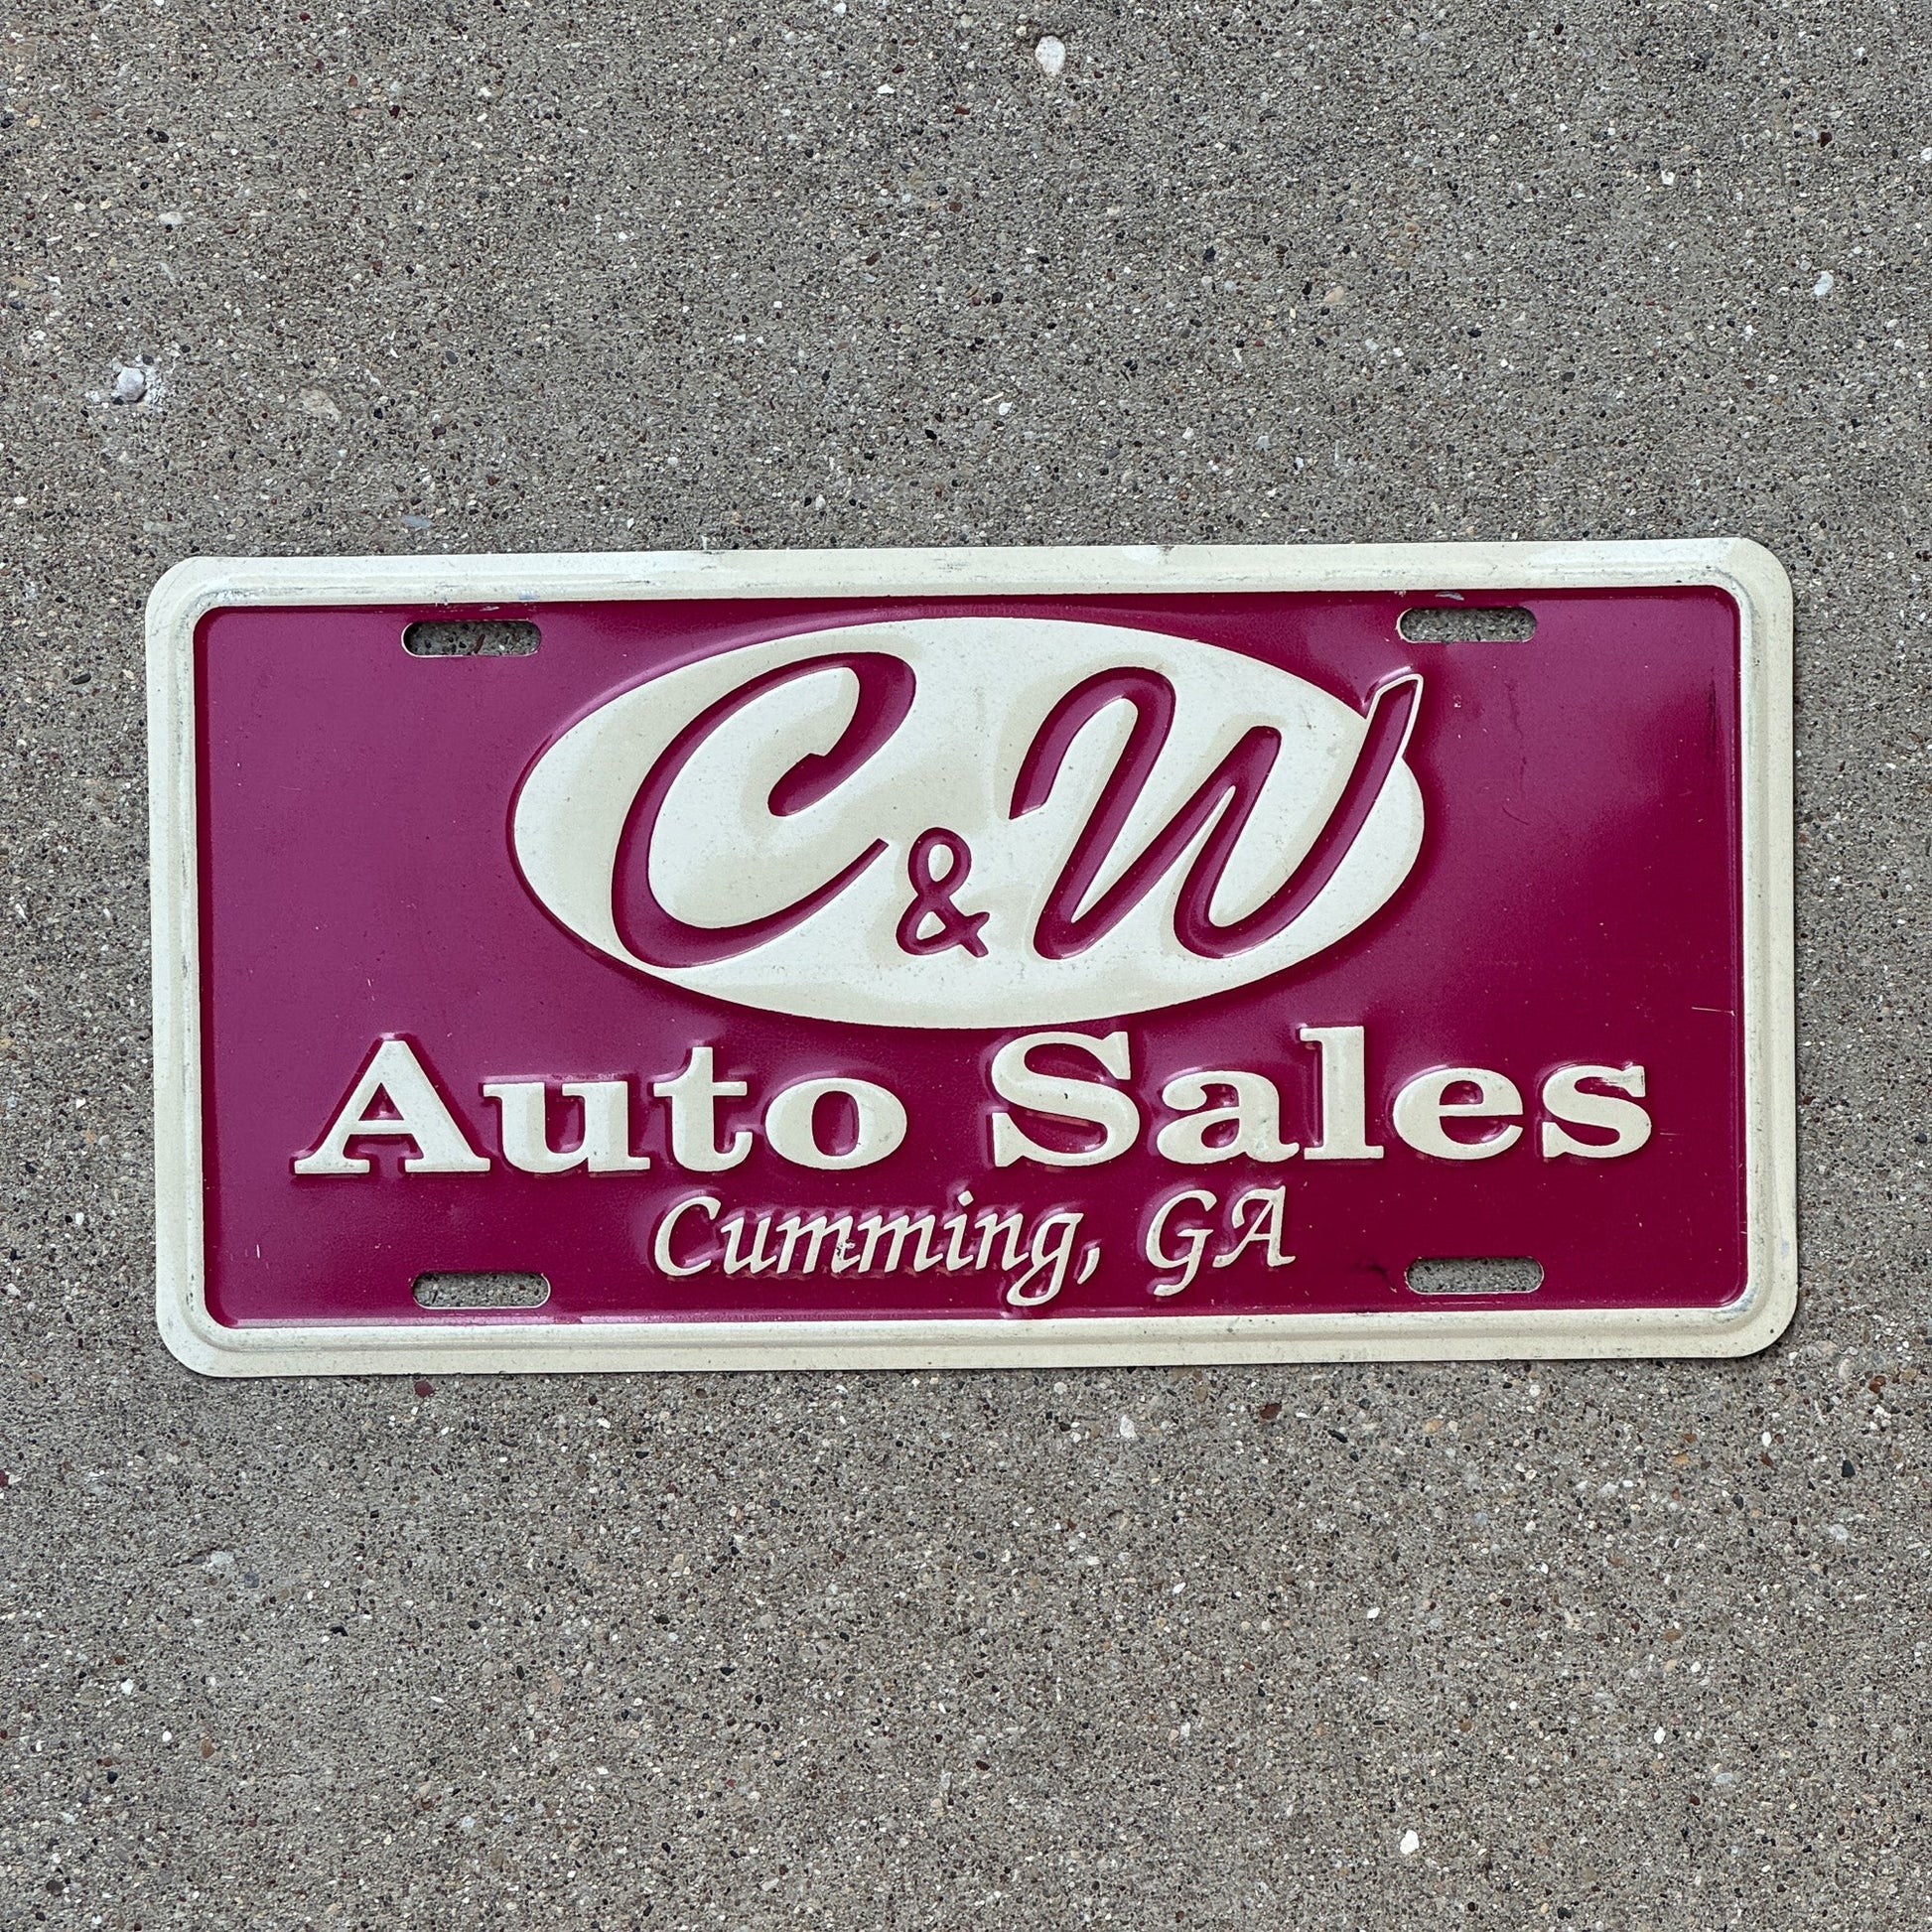 C & W
Auto Sales
Cumming, GA